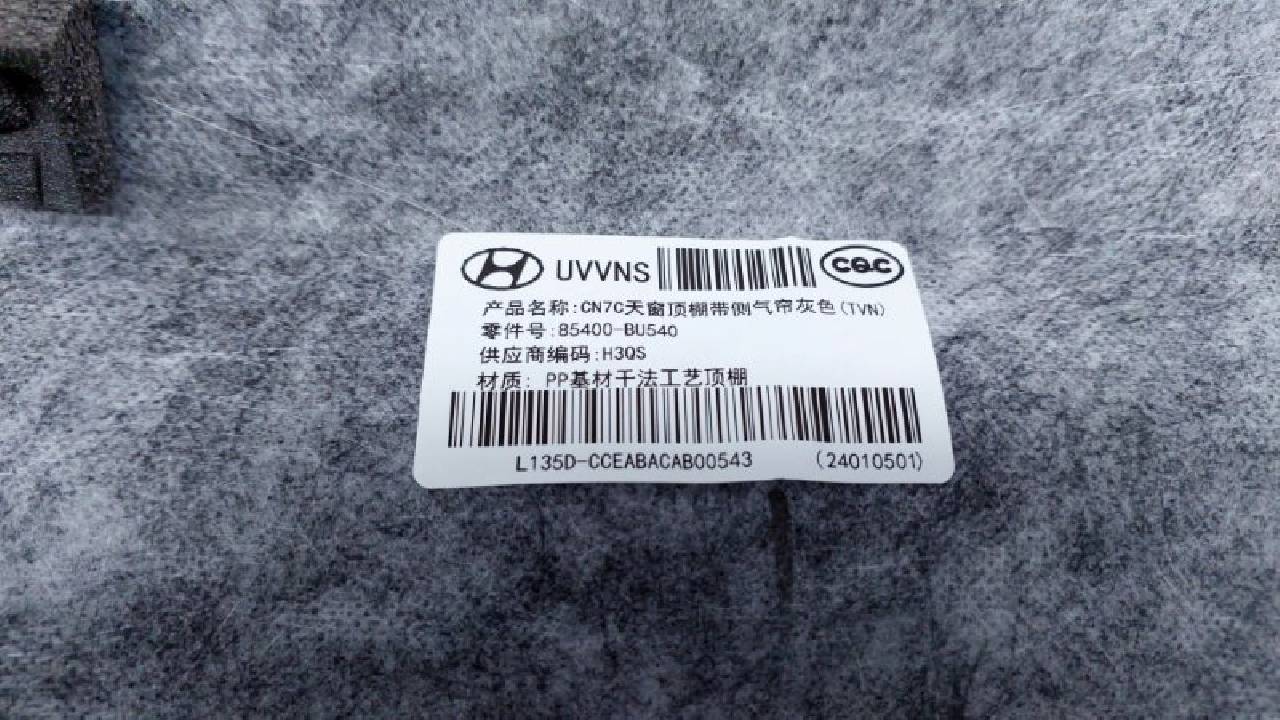 UVVNS CQC
产品名称:CN7C天窗顶棚带侧气帘灰色(TVN)
零件号:85400-BU540
供应商编码:H3QS
材质: PP基材干法工艺顶棚
L135D-CCEABACAB00543 (24010501)